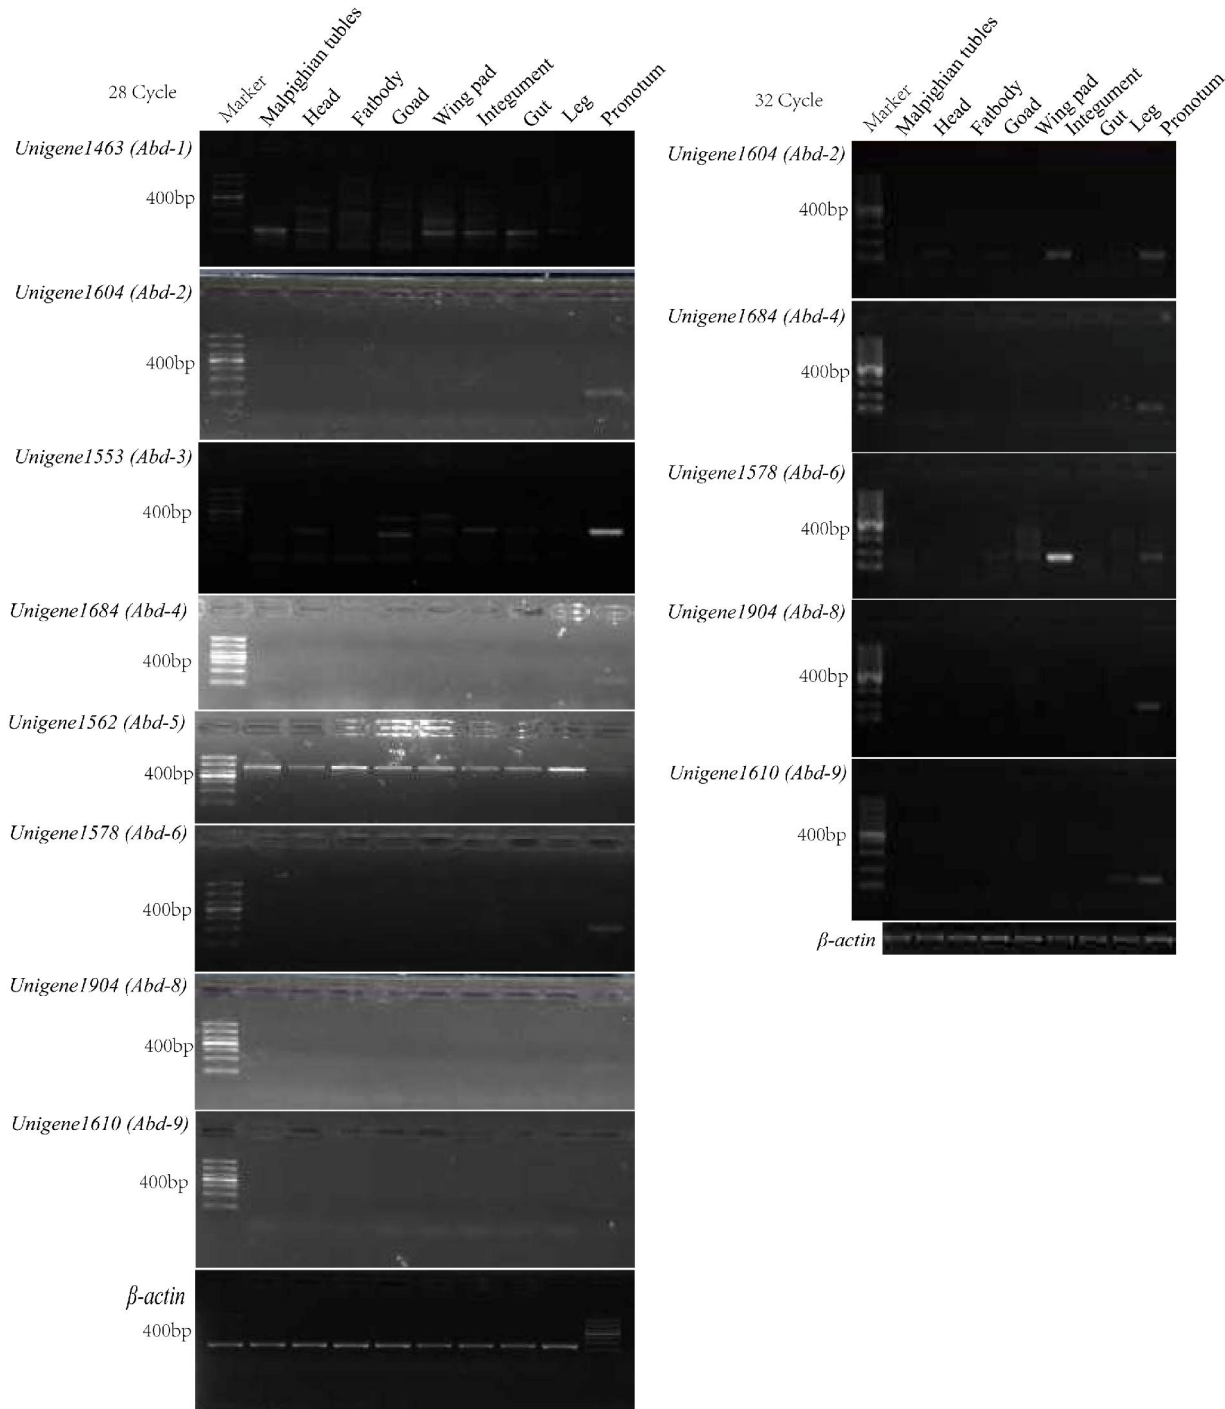 28 Cycle
Marker
Malpighian tubles
Head
Fatbody
Goad
Wing pad
Integument
Gut
Leg
Pronotum
Unigene1463 (Abd-1)
400bp
Unigene1604 (Abd-2)
400bp
Unigene1553 (Abd-3)
400bp
Unigene1684 (Abd-4)
400bp
Unigene1562 (Abd-5)
400bp
Unigene1578 (Abd-6)
400bp
Unigene1904 (Abd-8)
400bp
Unigene1610 (Abd-9)
400bp
β-actin
400bp
32 Cycle
Marker
Malpighian tubles
Head
Fatbody
Goad
Wing pad
Integument
Gut
Leg
Pronotum
Unigene1604 (Abd-2)
400bp
Unigene1684 (Abd-4)
400bp
Unigene1578 (Abd-6)
400bp
Unigene1904 (Abd-8)
400bp
Unigene1610 (Abd-9)
400bp
β-actin